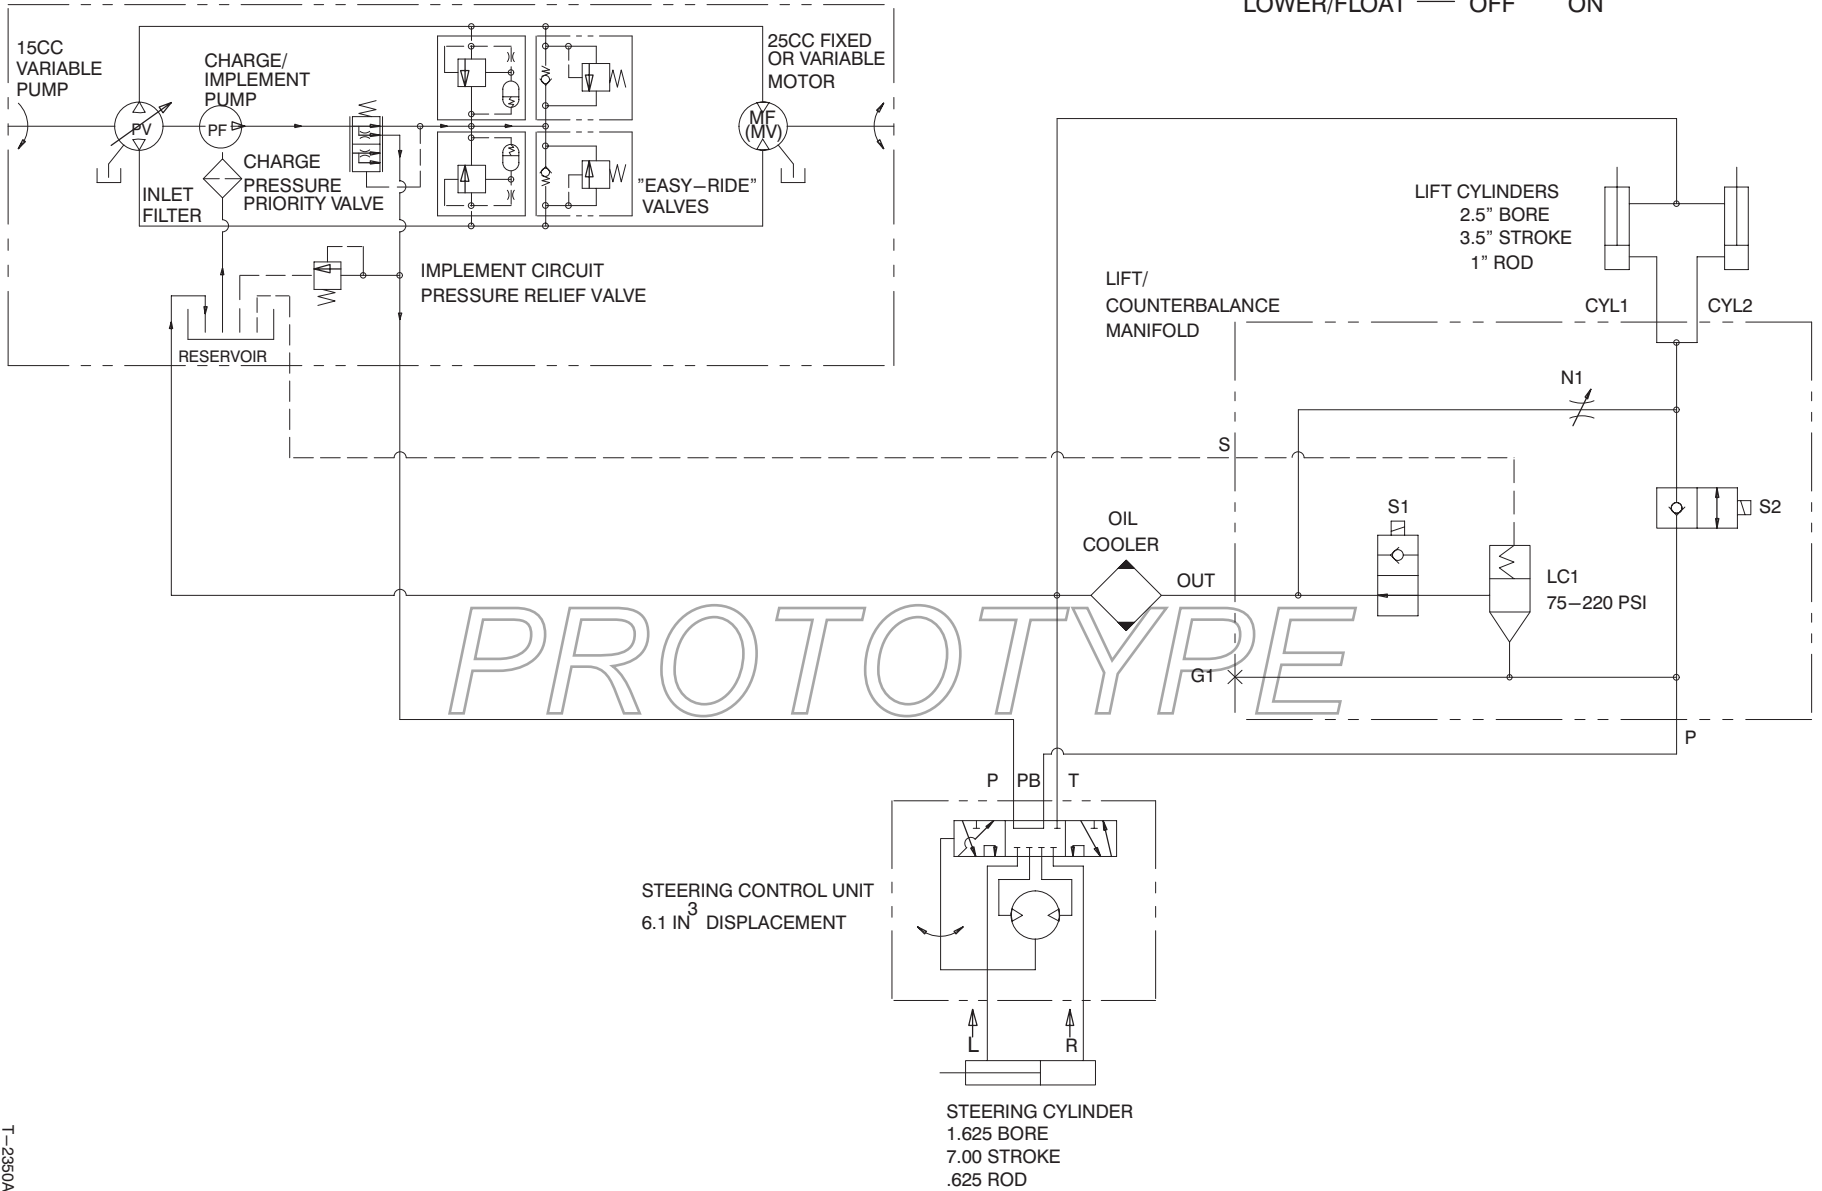 LOWER/FLOAT — OFF ON
15CC
VARIABLE
PUMP
CHARGE/
IMPLEMENT
PUMP
25CC FIXED
OR VARIABLE
MOTOR
PV
PF
MF
(MV)
CHARGE
PRESSURE
PRIORITY VALVE
INLET
FILTER
"EASY–RIDE"
VALVES
IMPLEMENT CIRCUIT
PRESSURE RELIEF VALVE
RESERVOIR
LIFT CYLINDERS
2.5" BORE
3.5" STROKE
1" ROD
LIFT/
COUNTERBALANCE
MANIFOLD
CYL1
CYL2
N1
S
S1
S2
OIL
COOLER
OUT
LC1
75–220 PSI
PROTOTYPE
G1
P
P
PB
T
STEERING CONTROL UNIT
6.1 IN3 DISPLACEMENT
L
R
STEERING CYLINDER
1.625 BORE
7.00 STROKE
.625 ROD
T–2350A